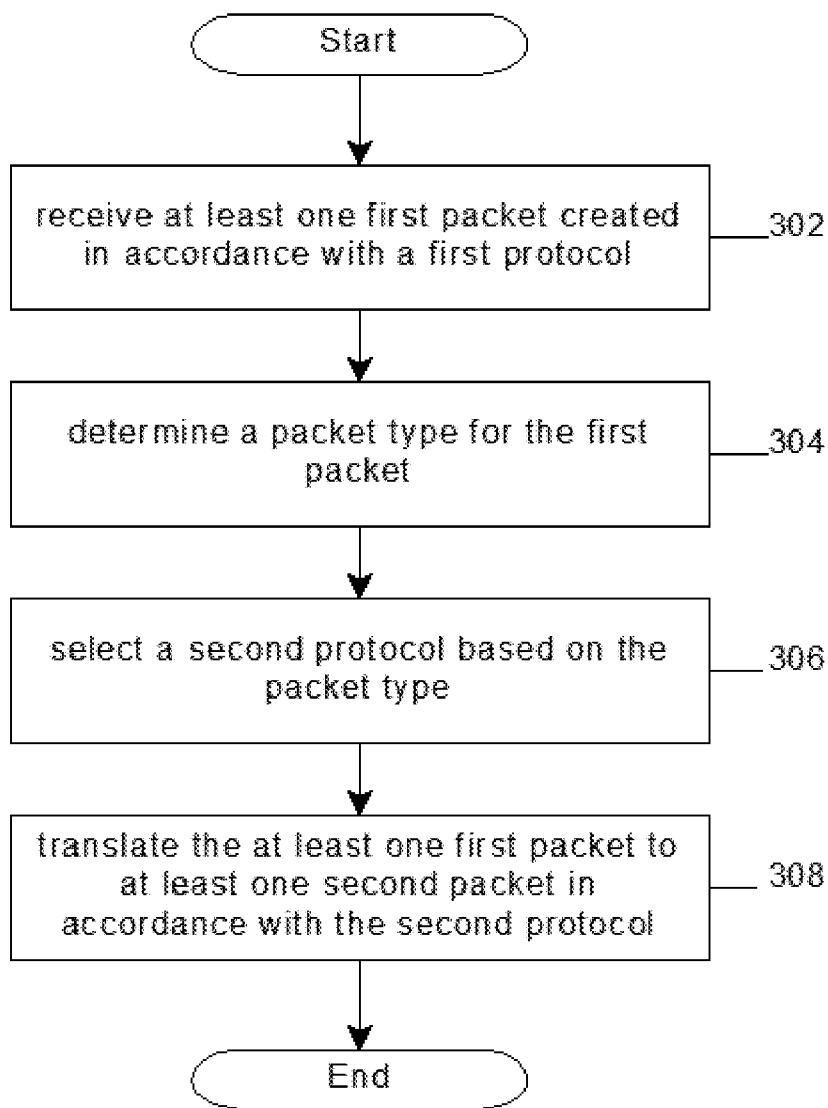 Start
receive at least one first packet created
in accordance with a first protocol
302
determine a packet type for the first
packet
304
select a second protocol based on the
packet type
306
translate the at least one first packet to
at least one second packet in
accordance with the second protocol
308
End